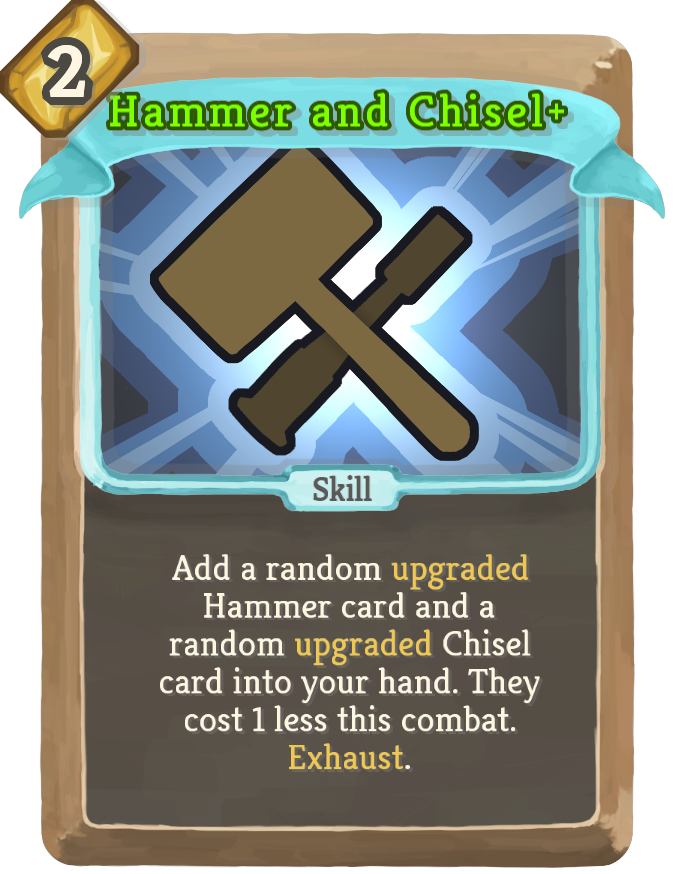 2
Hammer and Chisel+
Skill
Add a random upgraded
Hammer card and a
random upgraded Chisel
card into your hand. They
cost 1 less this combat.
Exhaust.